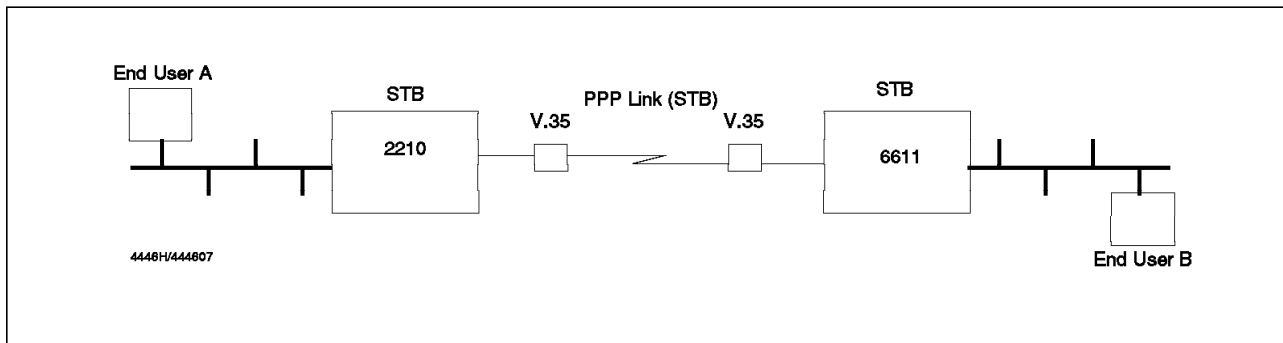 End User A
STB
PPP Link (STB)
STB
V.35
V.35
2210
6611
4446H/444607
End User B